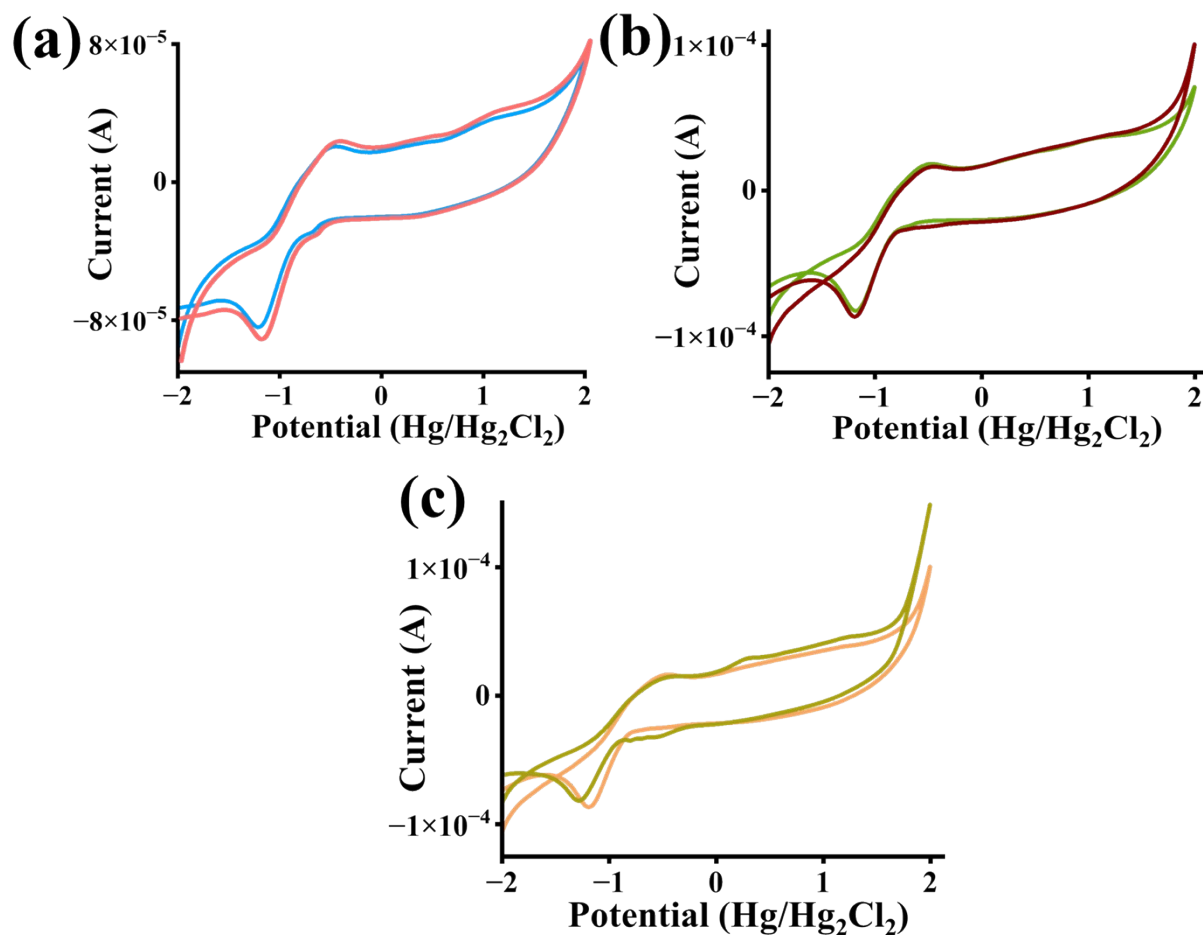 (a)
8×10⁻⁵
0
−8×10⁻⁵
Current (A)
−2 −1 0 1 2
Potential (Hg/Hg₂Cl₂)
(b)
1×10⁻⁴
0
−1×10⁻⁴
Current (A)
−2 −1 0 1 2
Potential (Hg/Hg₂Cl₂)
(c)
1×10⁻⁴
0
−1×10⁻⁴
Current (A)
−2 −1 0 1 2
Potential (Hg/Hg₂Cl₂)